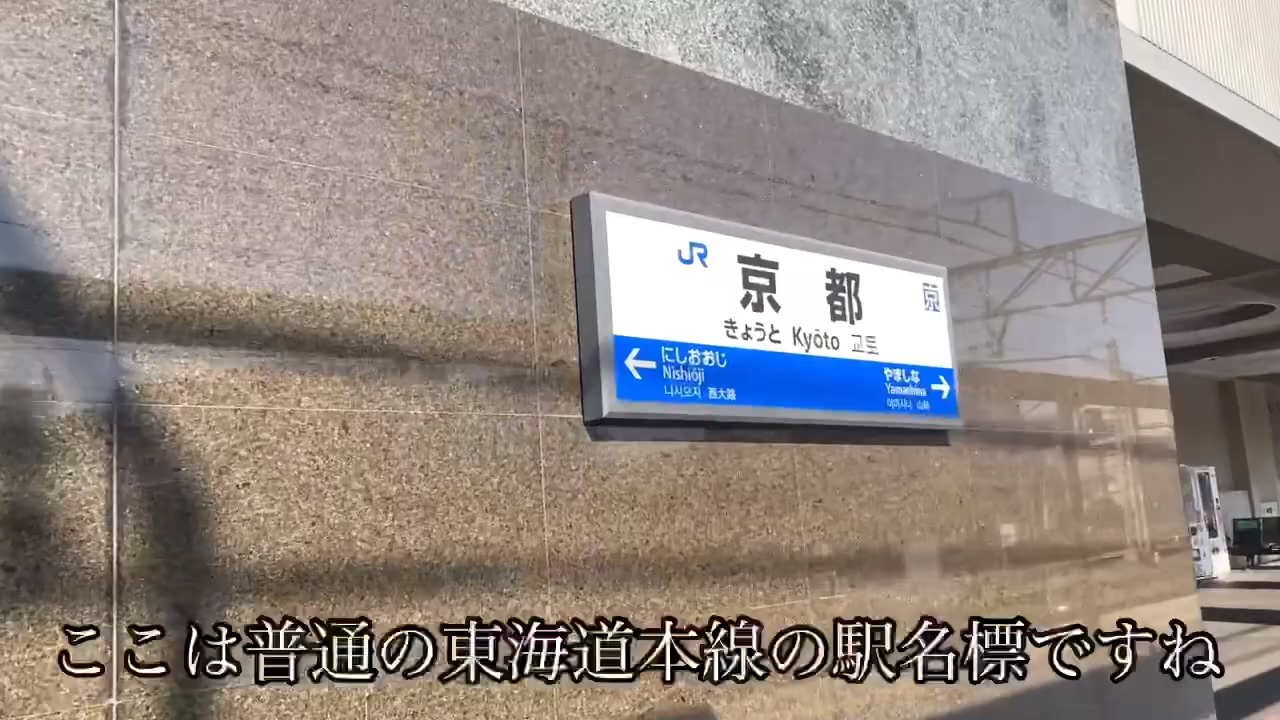 JR
京都
京
きょうと Kyōto 교토
にしおおじ
Nishiōji
니시오지 西大路
やましな
Yamashina
야마시나 山科
ここは普通の東海道本線の駅名標ですね